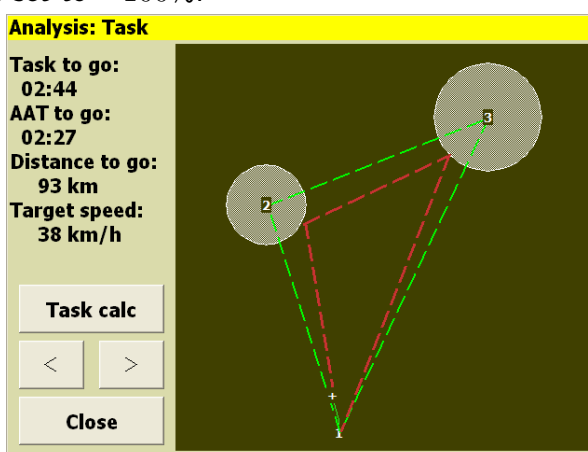 Analysis: Task
Task to go:
02:44
AAT to go:
02:27
Distance to go:
93 km
Target speed:
38 km/h
Task calc
< >
Close
3
2
1